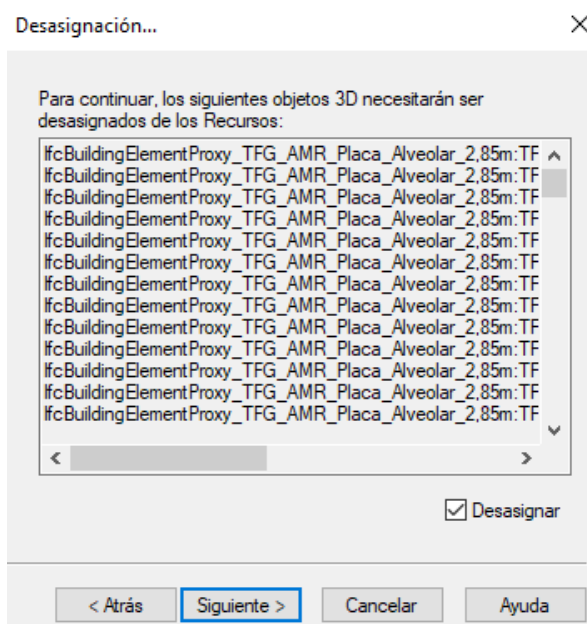 Desasignación...
Para continuar, los siguientes objetos 3D necesitarán ser
desasignados de los Recursos:
IfcBuildingElementProxy_TFG_AMR_Placa_Alveolar_2,85m:TF
IfcBuildingElementProxy_TFG_AMR_Placa_Alveolar_2,85m:TF
IfcBuildingElementProxy_TFG_AMR_Placa_Alveolar_2,85m:TF
IfcBuildingElementProxy_TFG_AMR_Placa_Alveolar_2,85m:TF
IfcBuildingElementProxy_TFG_AMR_Placa_Alveolar_2,85m:TF
IfcBuildingElementProxy_TFG_AMR_Placa_Alveolar_2,85m:TF
IfcBuildingElementProxy_TFG_AMR_Placa_Alveolar_2,85m:TF
IfcBuildingElementProxy_TFG_AMR_Placa_Alveolar_2,85m:TF
IfcBuildingElementProxy_TFG_AMR_Placa_Alveolar_2,85m:TF
IfcBuildingElementProxy_TFG_AMR_Placa_Alveolar_2,85m:TF
IfcBuildingElementProxy_TFG_AMR_Placa_Alveolar_2,85m:TF
IfcBuildingElementProxy_TFG_AMR_Placa_Alveolar_2,85m:TF
IfcBuildingElementProxy_TFG_AMR_Placa_Alveolar_2,85m:TF
Desasignar
< Atrás Siguiente > Cancelar Ayuda